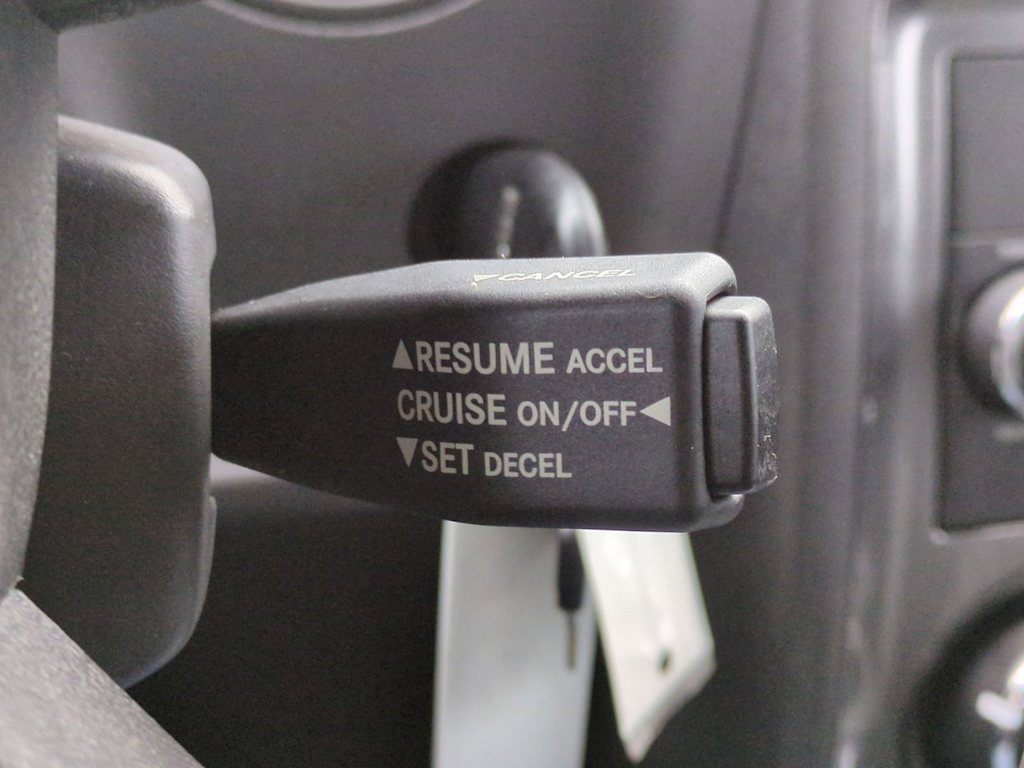 ▼CANCEL
▲RESUME ACCEL
CRUISE ON/OFF◀
▼SET DECEL